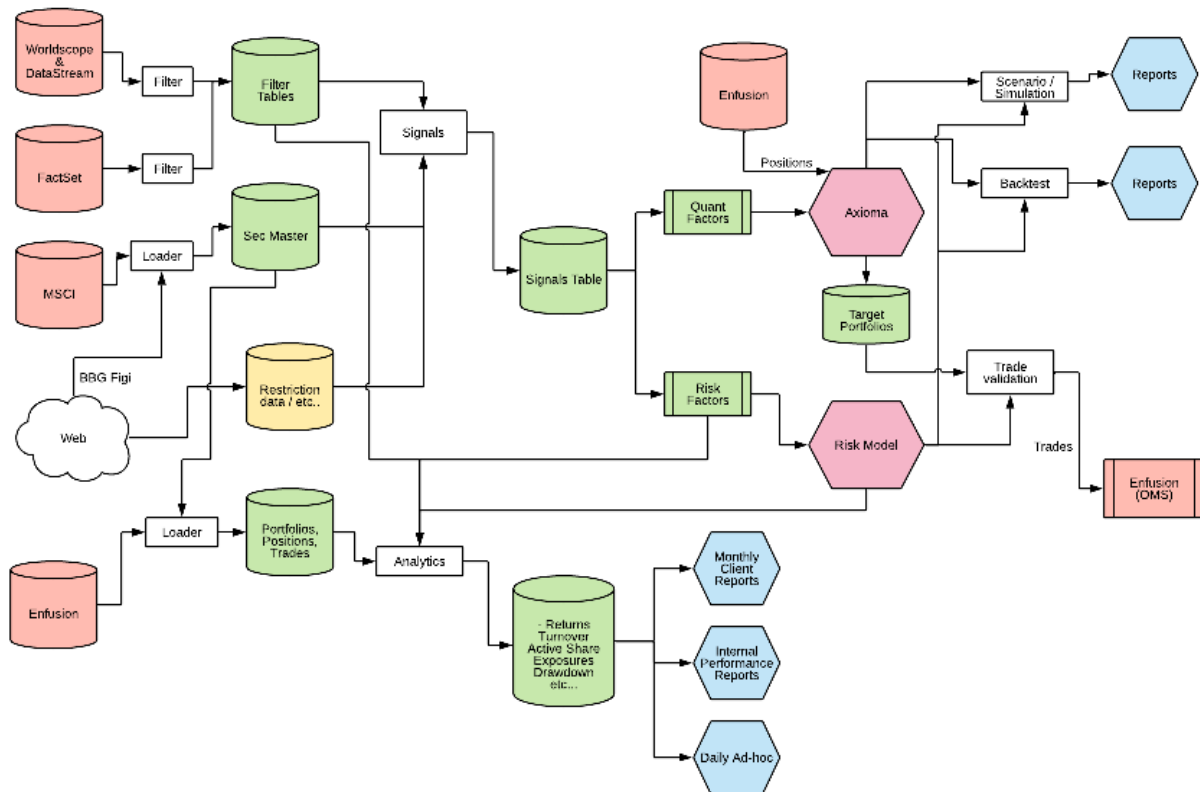 Worldscope
&
DataStream
Filter
Filter
Tables
Signals
Enfusion
Scenario /
Simulation
Reports
FactSet
Filter
Positions
Backtest
Reports
Quant
Factors
Axioma
Sec Master
Loader
MSCI
Signals Table
Target
Portfolios
BBG Figi
Restriction
data / etc..
Risk
Factors
Trade
validation
Web
Risk Model
Trades
Enfusion
(OMS)
Loader
Portfolios,
Positions,
Trades
Analytics
Monthly
Client
Reports
Enfusion
- Returns
Turnover
Active Share
Exposures
Drawdown
etc...
Internal
Performance
Reports
Daily Ad-hoc